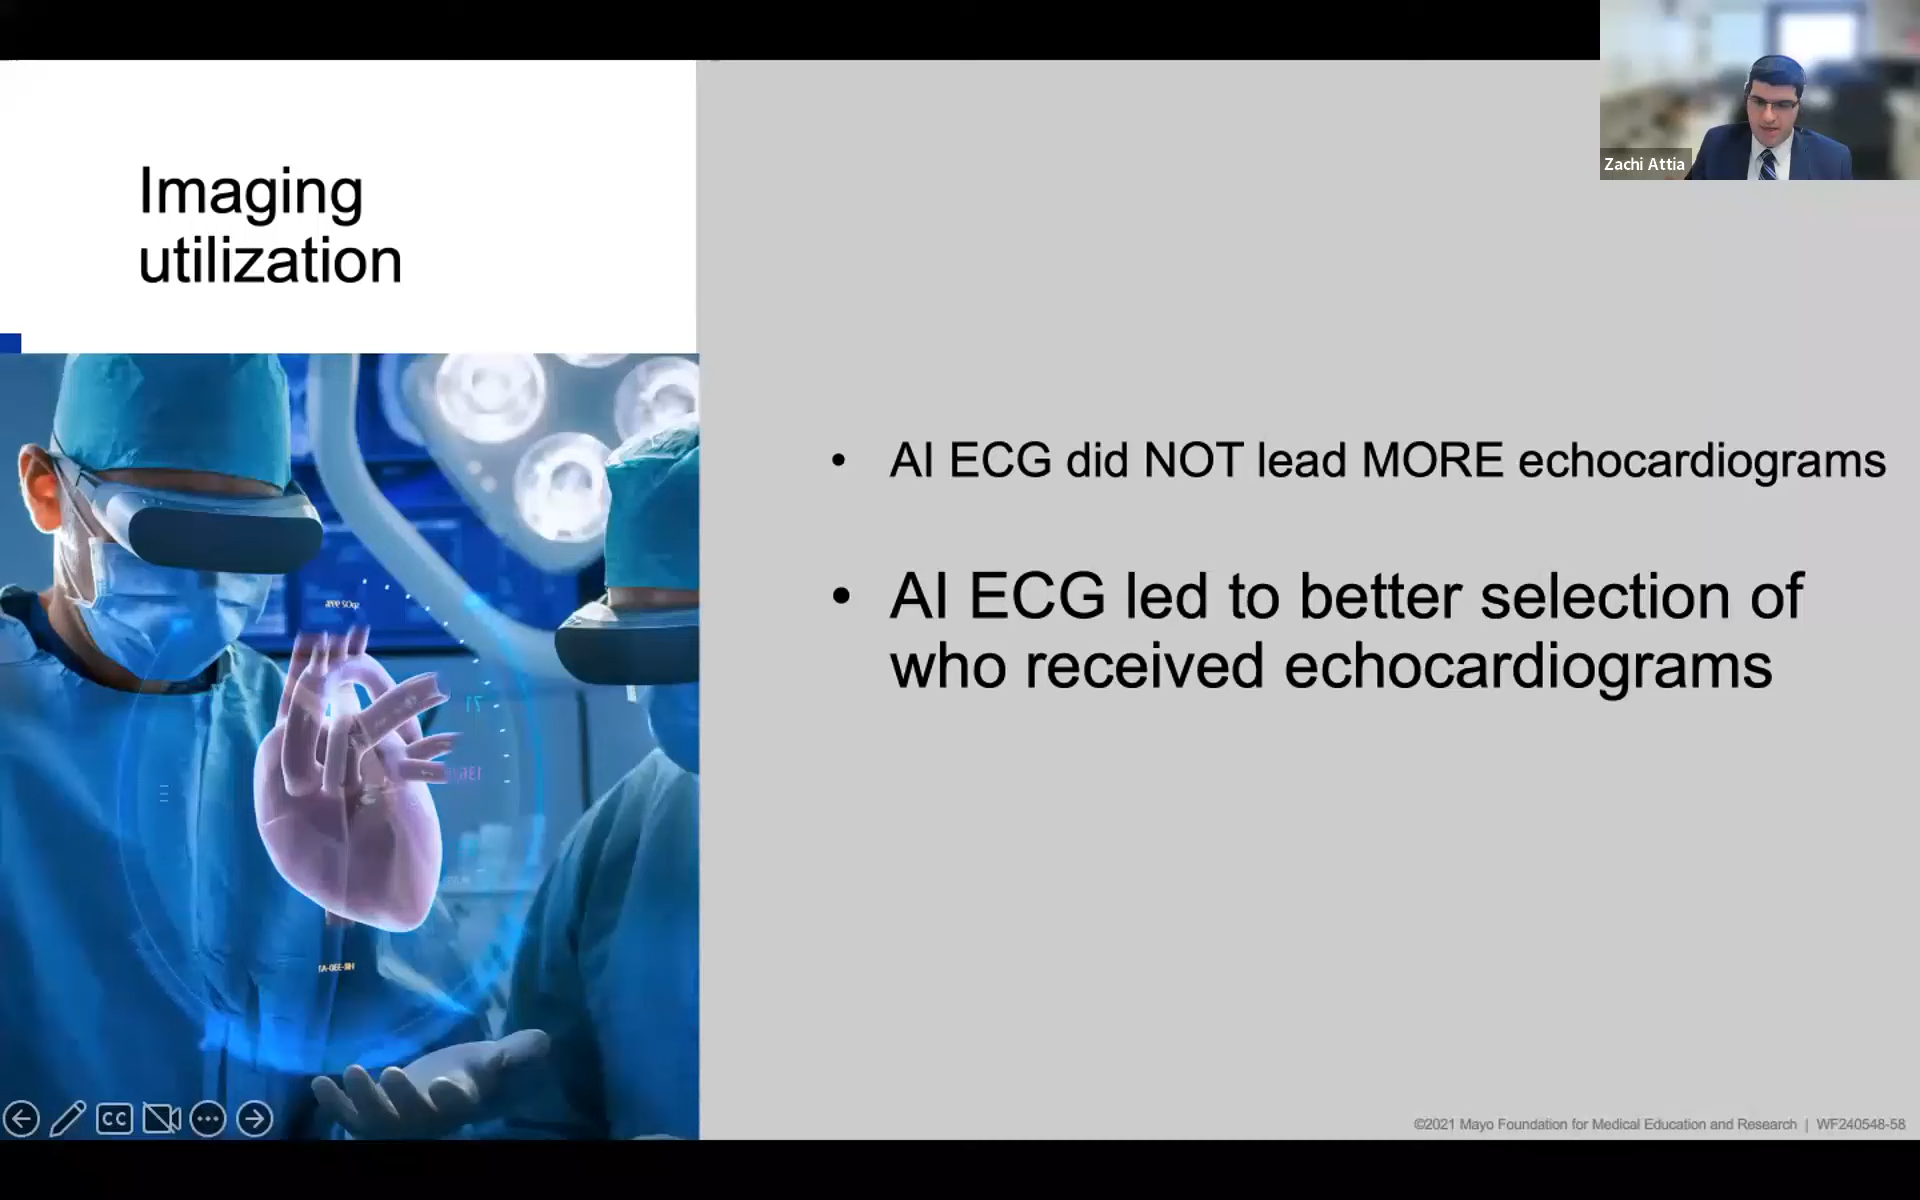 Zachi Attia
Imaging
utilization
• AI ECG did NOT lead MORE echocardiograms
• AI ECG led to better selection of
who received echocardiograms
CC
©2021 Mayo Foundation for Medical Education and Research | WF240548-58